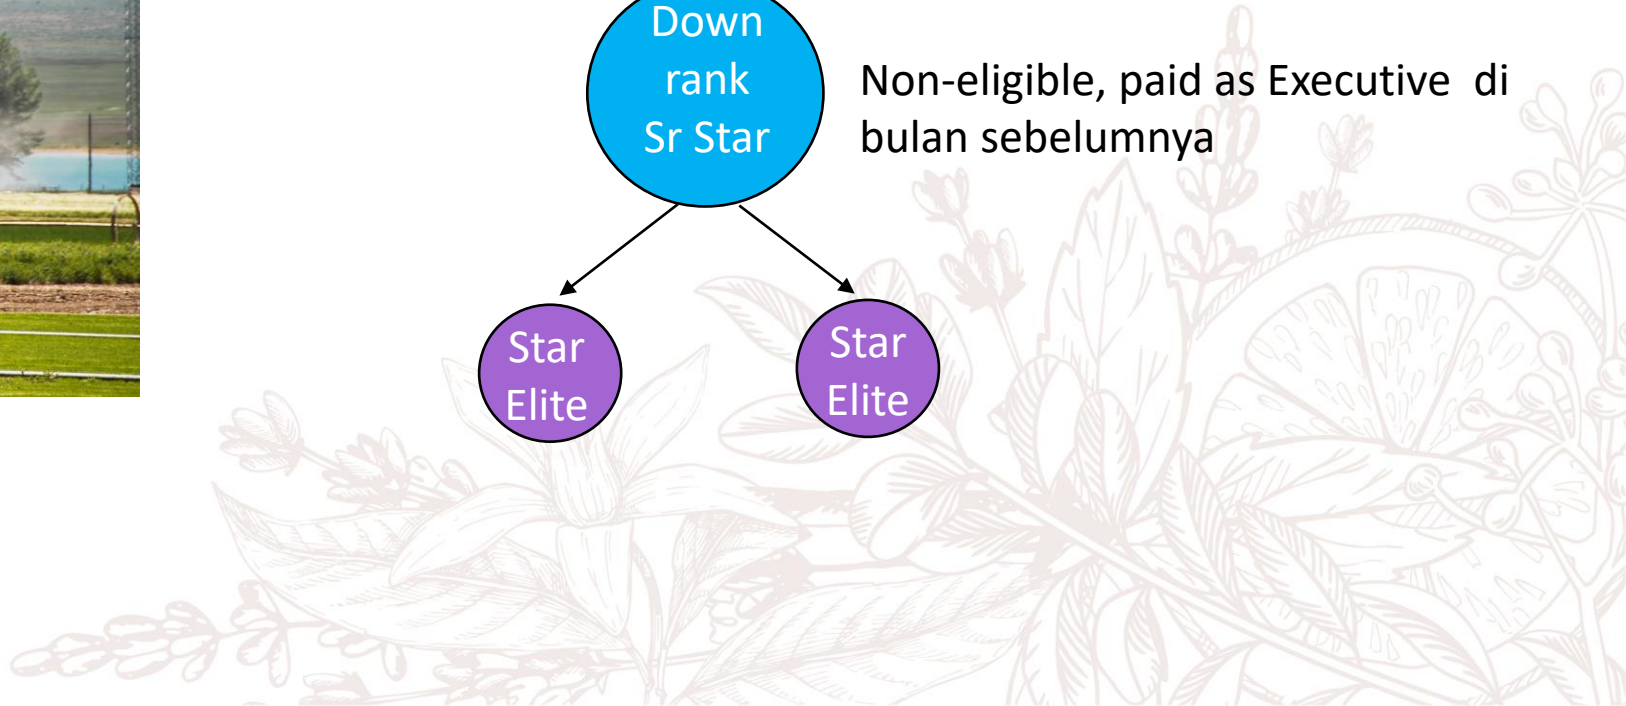 Down
rank
Sr Star
Non-eligible, paid as Executive  di
bulan sebelumnya
Star
Elite
Star
Elite